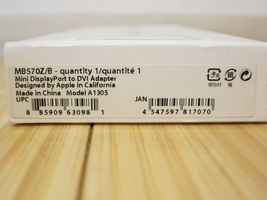 MB570Z/B - quantity 1/quantité 1
Mini DisplayPort to DVI Adapter
Designed by Apple in California
Made in China Model A1305
UPC
JAN
8 85909 63098 1
4 547597 817070